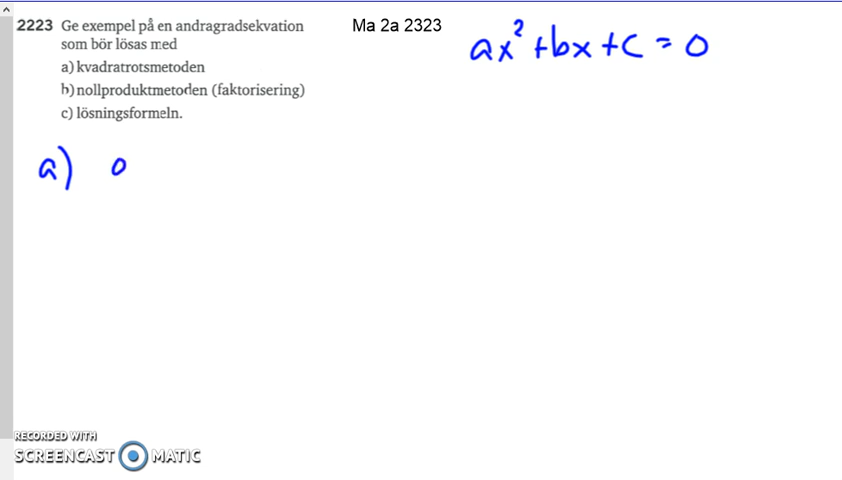 2223 Ge exempel på en andragradsekvation
som bör lösas med
a) kvadratrotsmetoden
b) nollproduktmetoden (faktorisering)
c) lösningsformeln.
Ma 2a 2323
ax² + bx + c = 0
a) o
RECORDED WITH
SCREENCAST MATIC